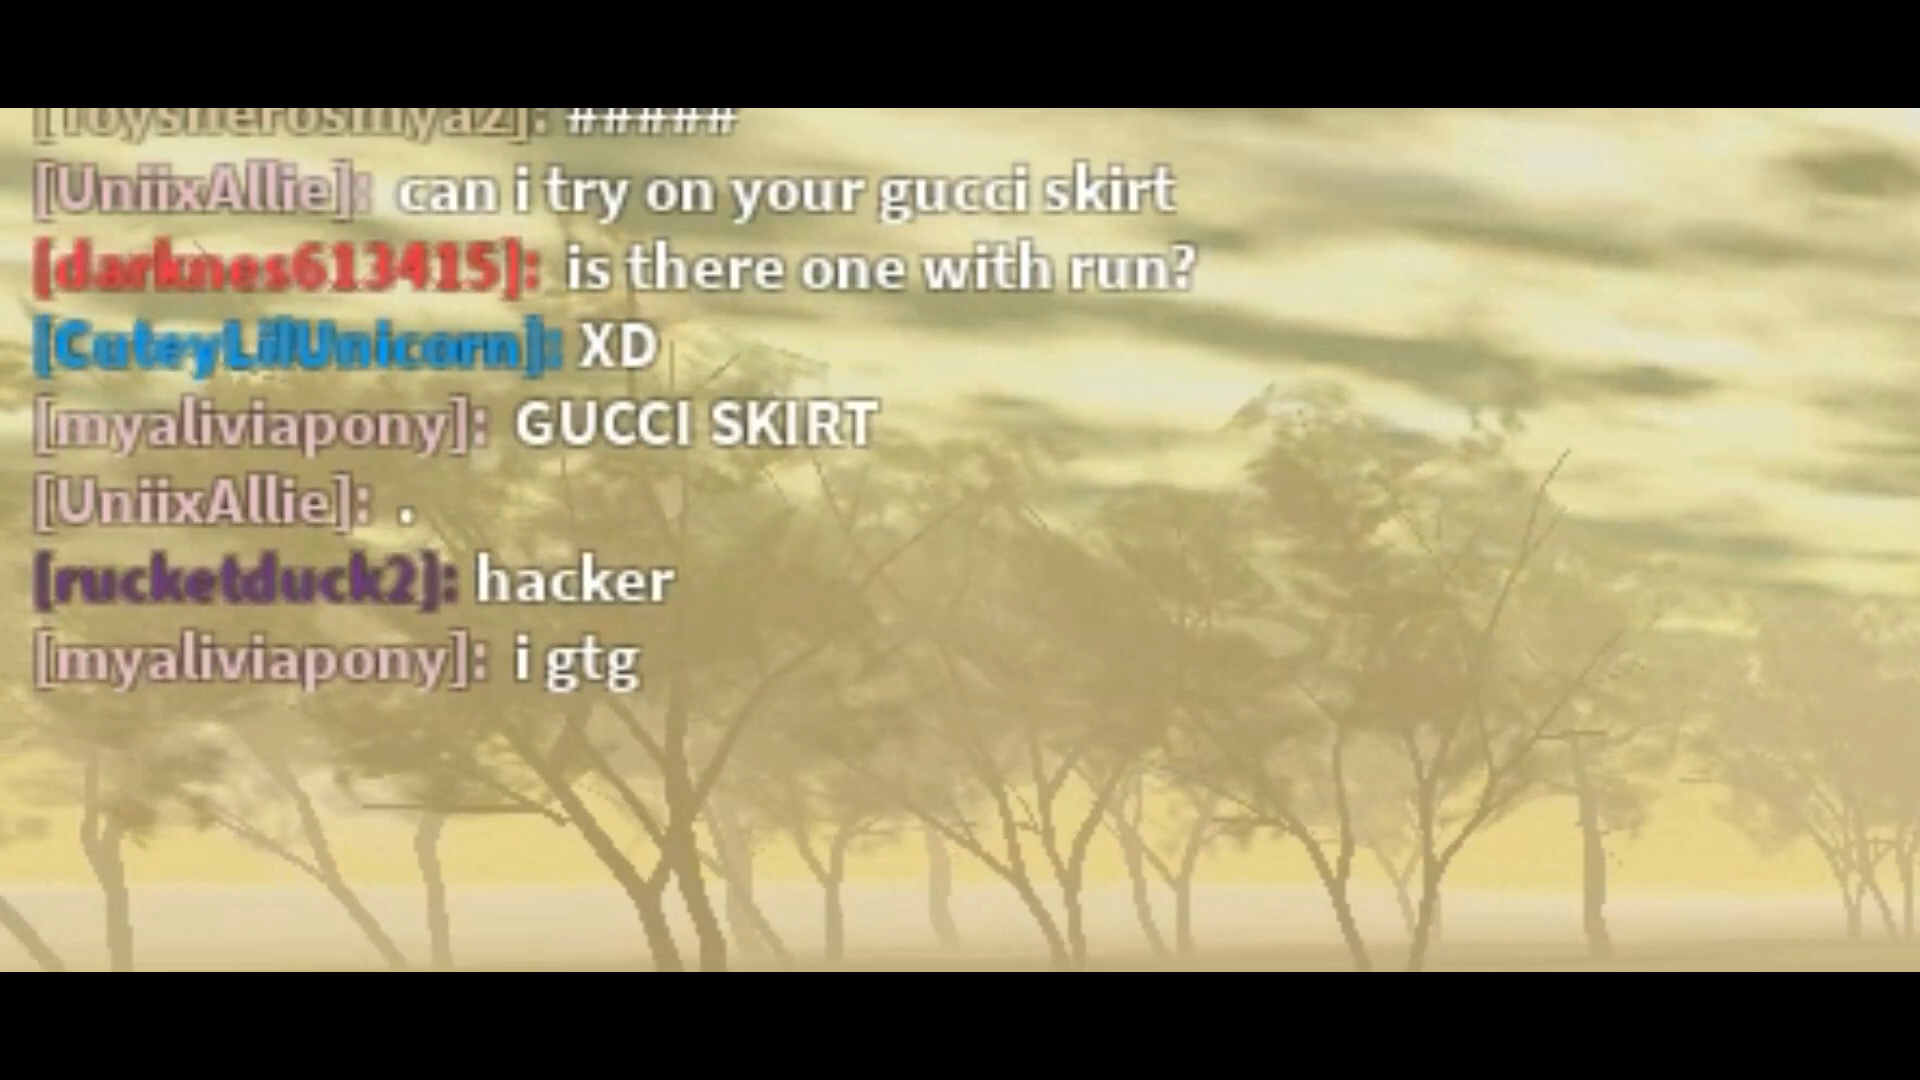 [Toysherosmya2]: #####
[UniixAllie]: can i try on your gucci skirt
[darknes613415]: is there one with run?
[CuteyLilUnicorn]: XD
[myaliviapony]: GUCCI SKIRT
[UniixAllie]: .
[rucketduck2]: hacker
[myaliviapony]: i gtg